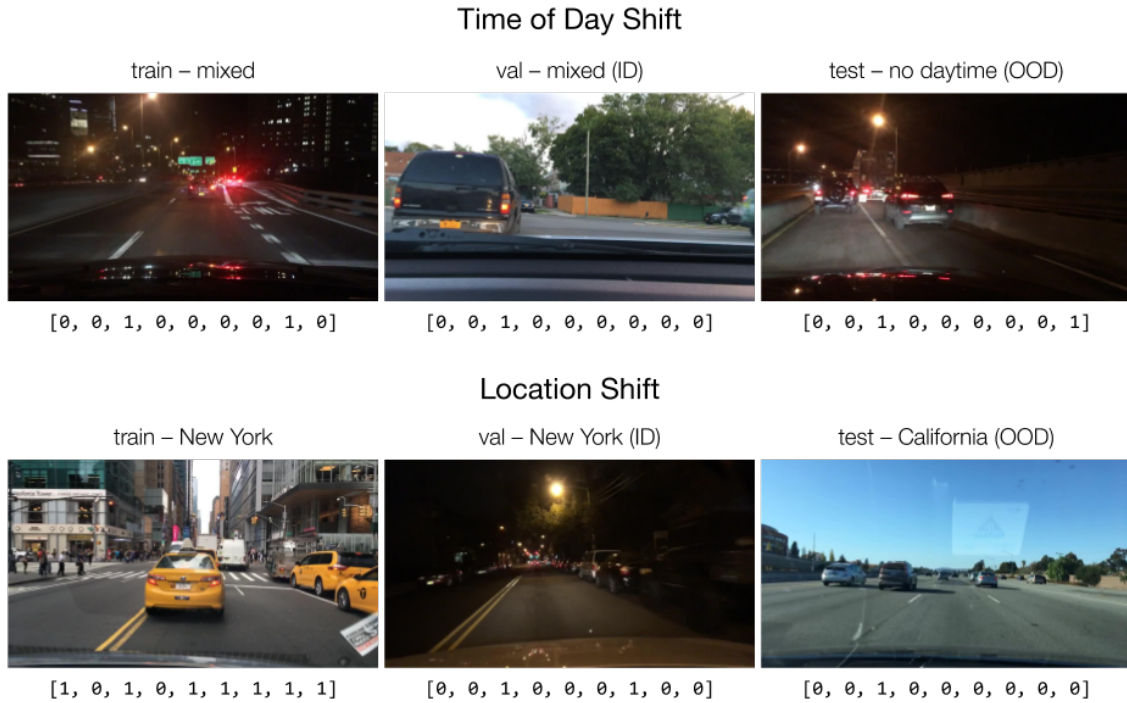 Time of Day Shift
train – mixed
val – mixed (ID)
test – no daytime (OOD)
[0, 0, 1, 0, 0, 0, 0, 1, 0]
[0, 0, 1, 0, 0, 0, 0, 0, 0]
[0, 0, 1, 0, 0, 0, 0, 0, 1]
Location Shift
train – New York
val – New York (ID)
test – California (OOD)
[1, 0, 1, 0, 1, 1, 1, 1, 1]
[0, 0, 1, 0, 0, 0, 1, 0, 0]
[0, 0, 1, 0, 0, 0, 0, 0, 0]